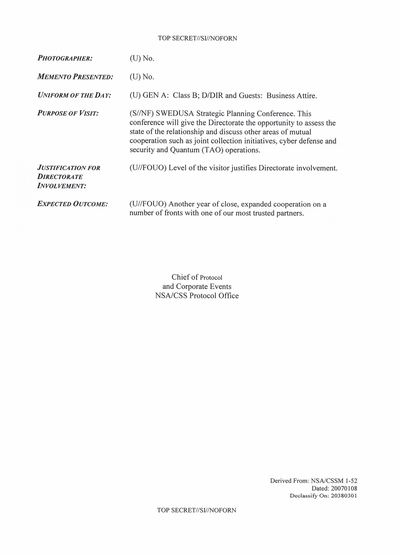 TOP SECRET//SI//NOFORN
PHOTOGRAPHER: (U) No.
MEMENTO PRESENTED: (U) No.
UNIFORM OF THE DAY: (U) GEN A: Class B; D/DIR and Guests: Business Attire.
PURPOSE OF VISIT: (S//NF) SWEDUSA Strategic Planning Conference. This
conference will give the Directorate the opportunity to assess the
state of the relationship and discuss other areas of mutual
cooperation such as joint collection initiatives, cyber defense and
security and Quantum (TAO) operations.
JUSTIFICATION FOR (U//FOUO) Level of the visitor justifies Directorate involvement.
DIRECTORATE
INVOLVEMENT:
EXPECTED OUTCOME: (U//FOUO) Another year of close, expanded cooperation on a
number of fronts with one of our most trusted partners.
Chief of Protocol
and Corporate Events
NSA/CSS Protocol Office
Derived From: NSA/CSSM 1-52
Dated: 20070108
Declassify On: 20380301
TOP SECRET//SI//NOFORN